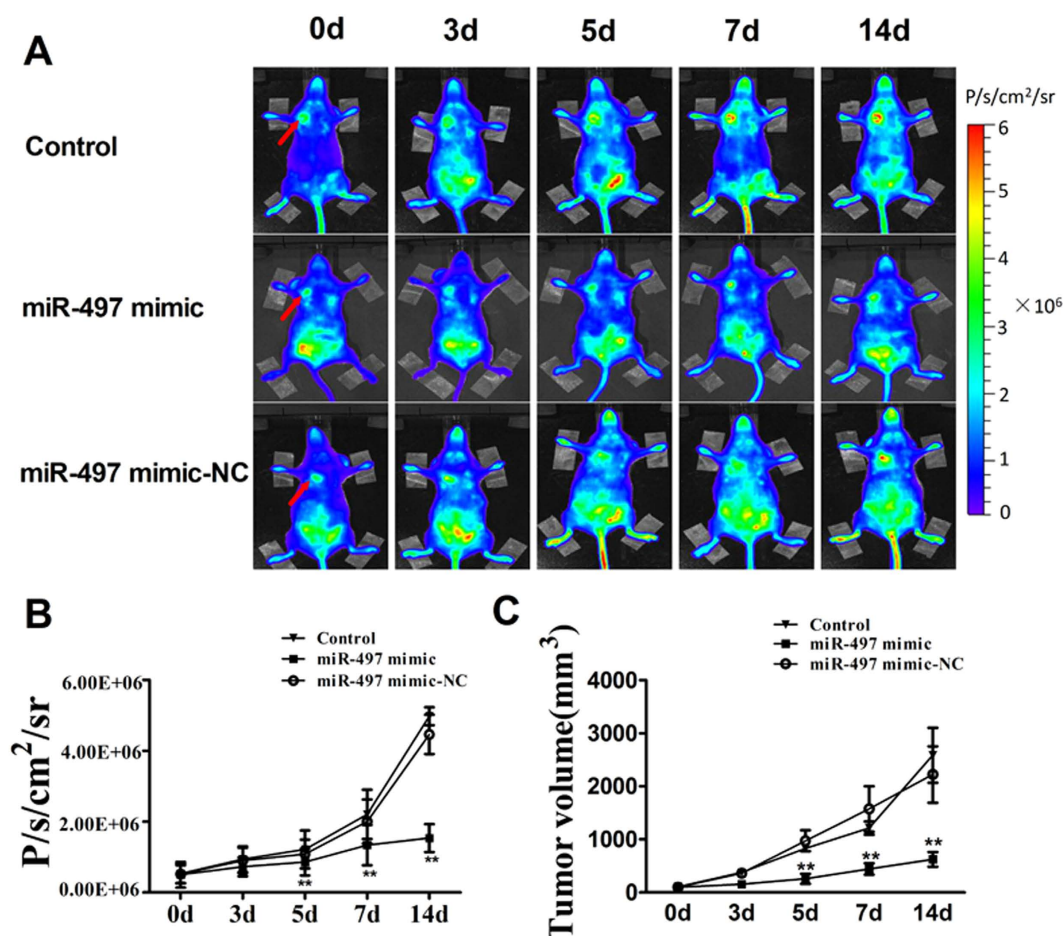 A
0d 3d 5d 7d 14d
P/s/cm²/sr
Control
miR-497 mimic
miR-497 mimic-NC
6
5
4
×10⁶
3
2
1
0
B
Control
miR-497 mimic
miR-497 mimic-NC
P/s/cm²/sr
6.00E+06
4.00E+06
2.00E+06
0.00E+06
** ** **
0d 3d 5d 7d 14d
C
Control
miR-497 mimic
miR-497 mimic-NC
Tumor volume(mm³)
4000
3000
2000
1000
0
** ** **
0d 3d 5d 7d 14d